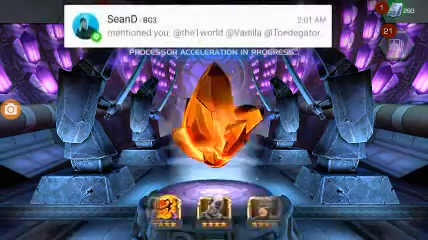 SeanD · BG3
2:01 AM
mentioned you: @the1world @Vanilla @Toedegator..
PROCESSOR ACCELERATION IN PROGRESS..
1
293
21